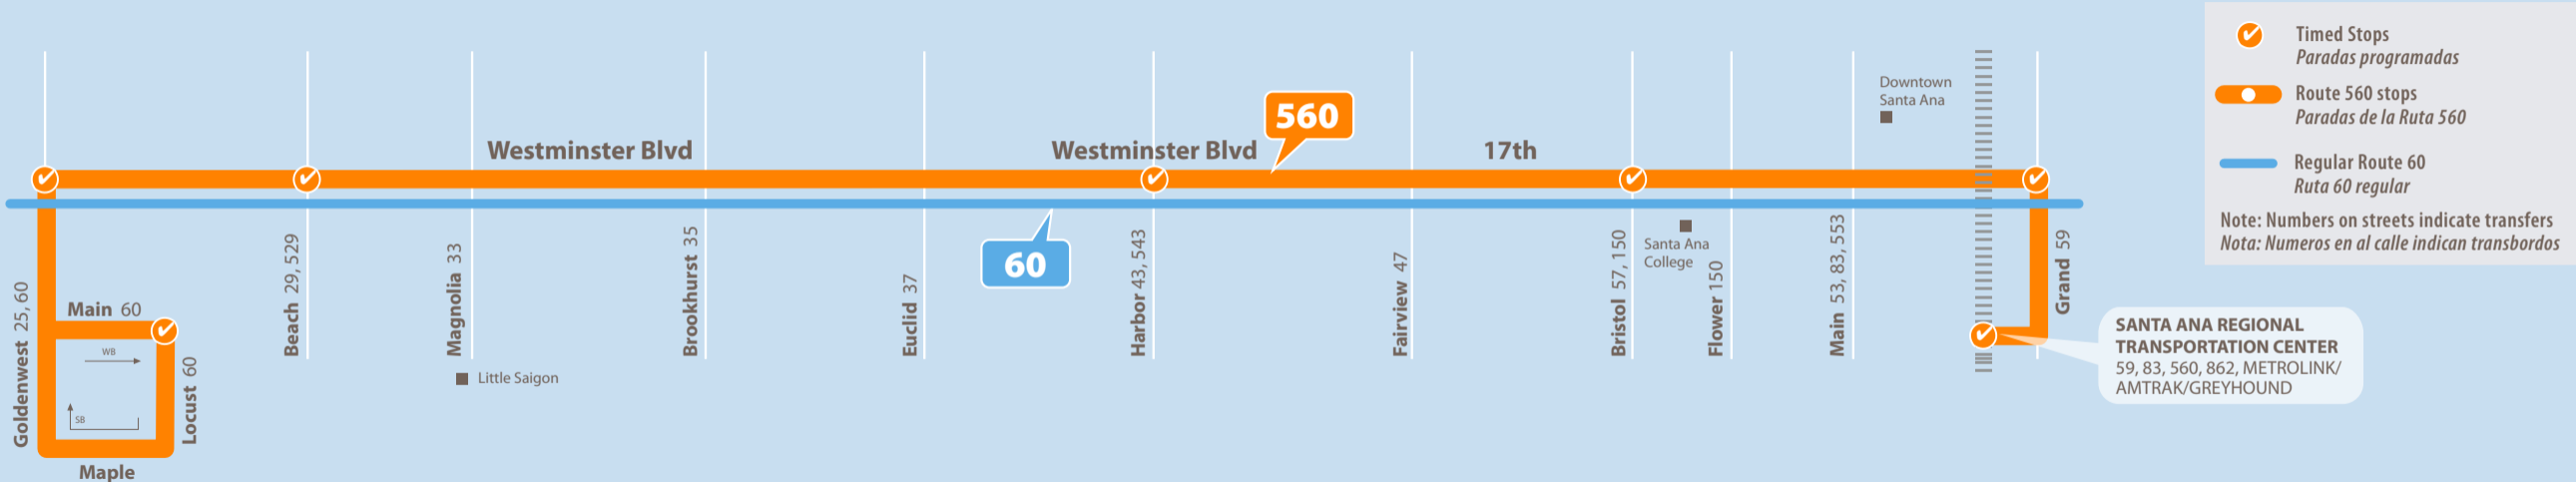 Westminster Blvd
Westminster Blvd
560
17th
60
Goldenwest 25, 60
Main 60
WB
SB
Locust 60
Maple
Beach 29, 529
Magnolia 33
Little Saigon
Brookhurst 35
Euclid 37
Harbor 43, 543
Fairview 47
Bristol 57, 150
Santa Ana
College
Flower 150
Main 53, 83, 553
Downtown
Santa Ana
Grand 59
SANTA ANA REGIONAL
TRANSPORTATION CENTER
59, 83, 560, 862, METROLINK/
AMTRAK/GREYHOUND
Timed Stops
Paradas programadas
Route 560 stops
Paradas de la Ruta 560
Regular Route 60
Ruta 60 regular
Note: Numbers on streets indicate transfers
Nota: Numeros en al calle indican transbordos